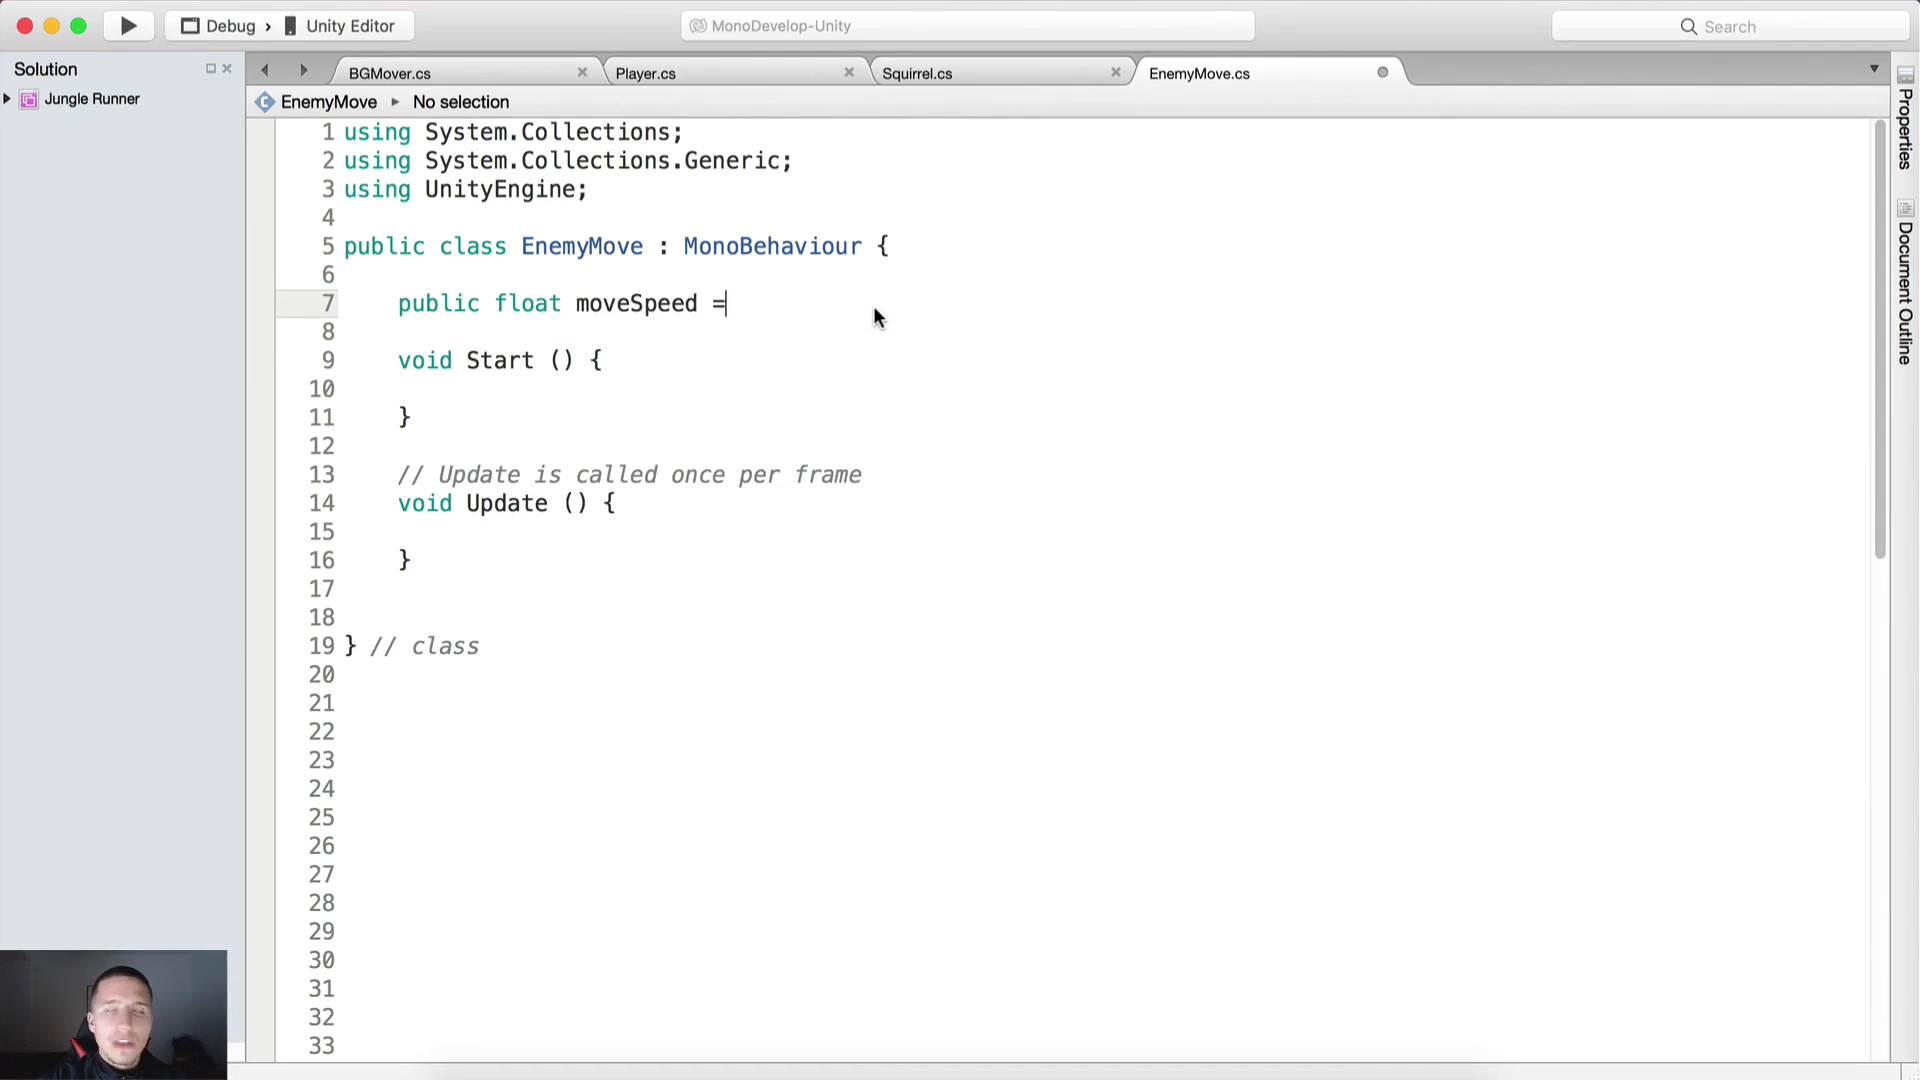 Debug › Unity Editor
MonoDevelop-Unity
Search
Solution
BGMover.cs
Player.cs
Squirrel.cs
EnemyMove.cs
Jungle Runner
EnemyMove ▸ No selection
Properties
Document Outline
1 using System.Collections;
2 using System.Collections.Generic;
3 using UnityEngine;
4
5 public class EnemyMove : MonoBehaviour {
6
7 public float moveSpeed =
8
9 void Start () {
10
11 }
12
13 // Update is called once per frame
14 void Update () {
15
16 }
17
18
19 } // class
20
21
22
23
24
25
26
27
28
29
30
31
32
33